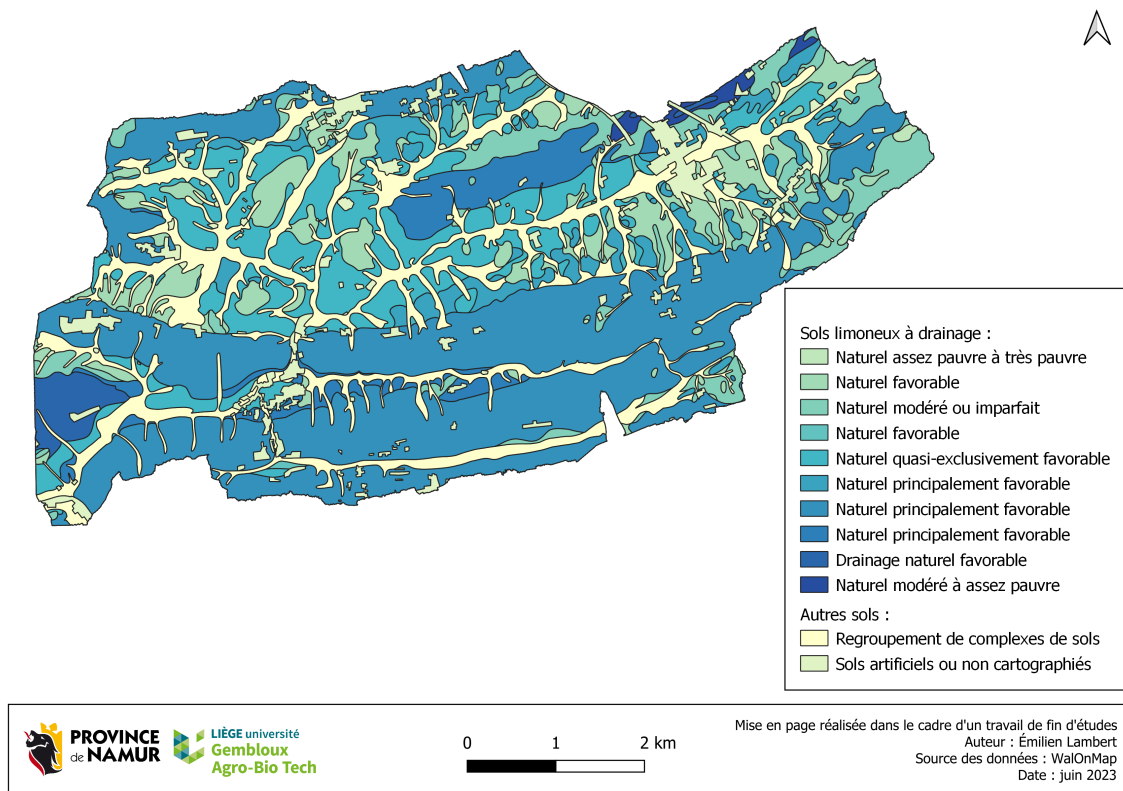 Sols limoneux à drainage :
Naturel assez pauvre à très pauvre
Naturel favorable
Naturel modéré ou imparfait
Naturel favorable
Naturel quasi-exclusivement favorable
Naturel principalement favorable
Naturel principalement favorable
Naturel principalement favorable
Drainage naturel favorable
Naturel modéré à assez pauvre
Autres sols :
Regroupement de complexes de sols
Sols artificiels ou non cartographiés
PROVINCE
de NAMUR
LIÈGE université
Gembloux
Agro-Bio Tech
0 1 2 km
Mise en page réalisée dans le cadre d'un travail de fin d'études
Auteur : Émilien Lambert
Source des données : WalOnMap
Date : juin 2023